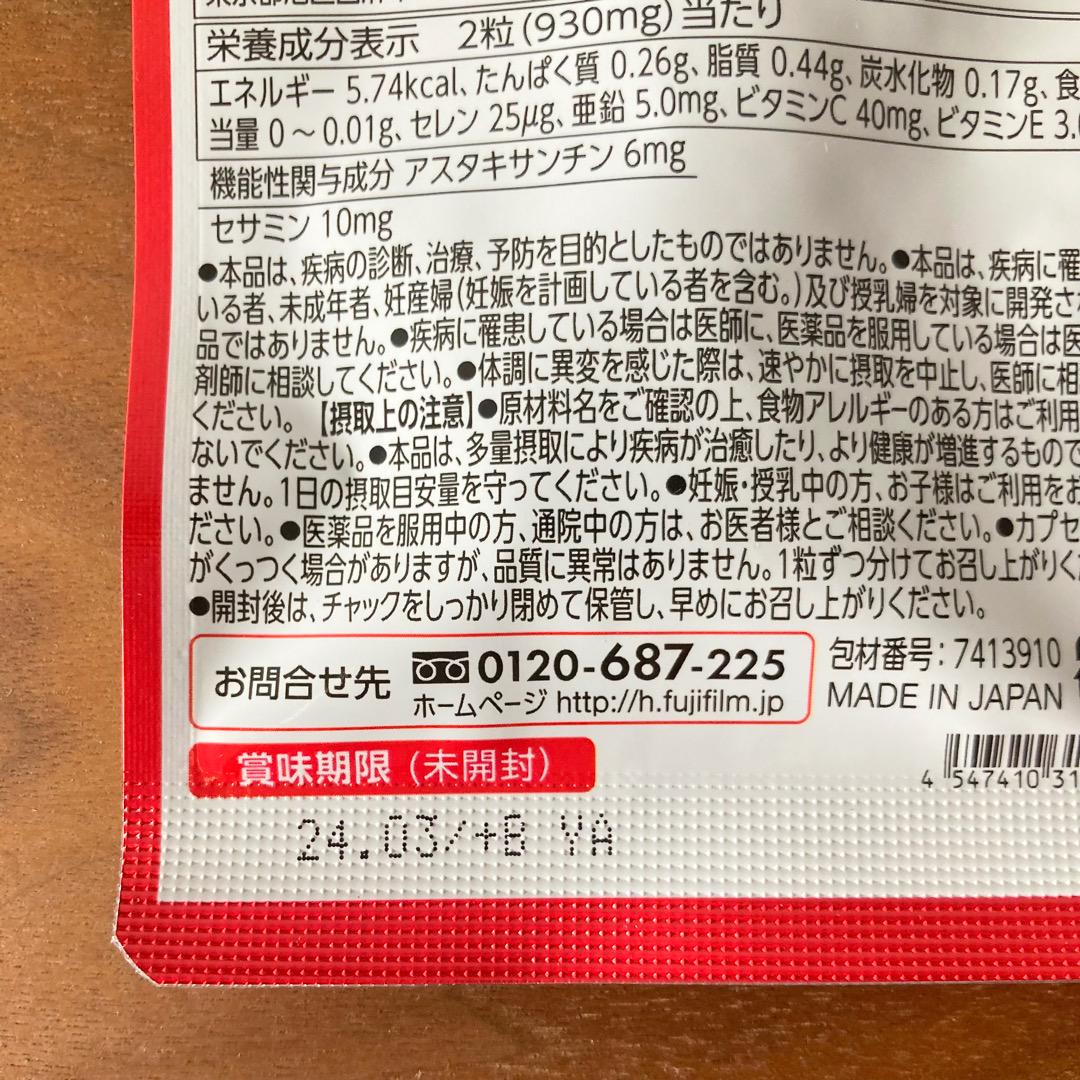 栄養成分表示 2粒(930mg)当たり
エネルギー 5.74kcal、たんぱく質 0.26g、脂質 0.44g、炭水化物 0.17g、食
当量 0～0.01g、セレン 25μg、亜鉛 5.0mg、ビタミンC 40mg、ビタミンE 3.
機能性関与成分 アスタキサンチン 6mg
セサミン 10mg
●本品は、疾病の診断、治療、予防を目的としたものではありません。●本品は、疾病に罹
いる者、未成年者、妊産婦(妊娠を計画している者を含む。)及び授乳婦を対象に開発さ
品ではありません。●疾病に罹患している場合は医師に、医薬品を服用している場合は医
剤師に相談してください。●体調に異変を感じた際は、速やかに摂取を中止し、医師に相
ください。【摂取上の注意】●原材料名をご確認の上、食物アレルギーのある方はご利用
ないでください。●本品は、多量摂取により疾病が治癒したり、より健康が増進するもので
ません。1日の摂取目安量を守ってください。●妊娠・授乳中の方、お子様はご利用をお
ださい。●医薬品を服用中の方、通院中の方は、お医者様とご相談ください。●カプセ
がくっつく場合がありますが、品質に異常はありません。1粒ずつ分けてお召し上がりく
●開封後は、チャックをしっかり閉めて保管し、早めにお召し上がりください。
お問合せ先 0120-687-225
ホームページ http://h.fujifilm.jp
包材番号：7413910
MADE IN JAPAN
賞味期限（未開封）
4 547410 31
24.03/+B YA